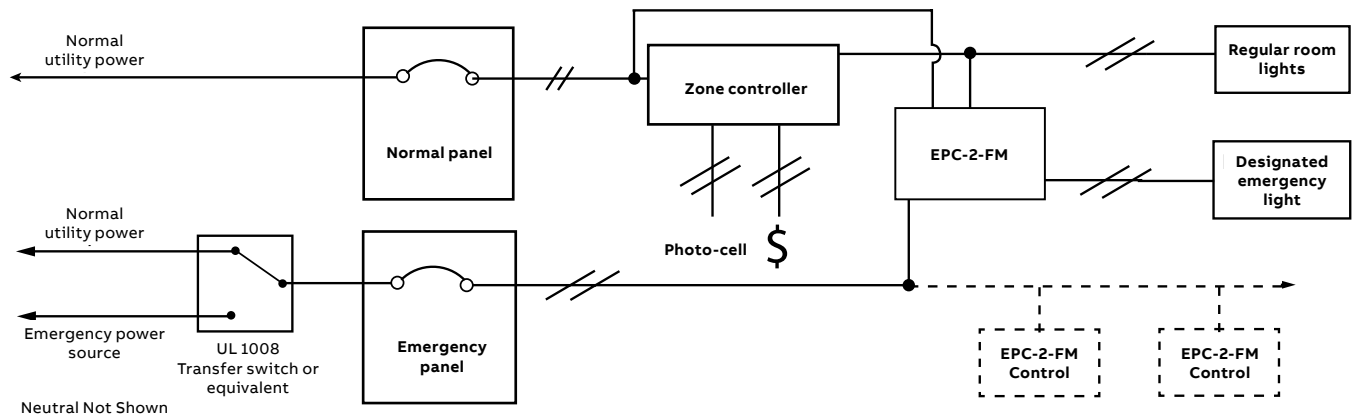 Normal
utility power
Normal panel
Zone controller
Regular room
lights
EPC-2-FM
Designated
emergency
light
Photo-cell
$
Normal
utility power
Emergency power
source
UL 1008
Transfer switch or
equivalent
Emergency
panel
EPC-2-FM
Control
EPC-2-FM
Control
Neutral Not Shown